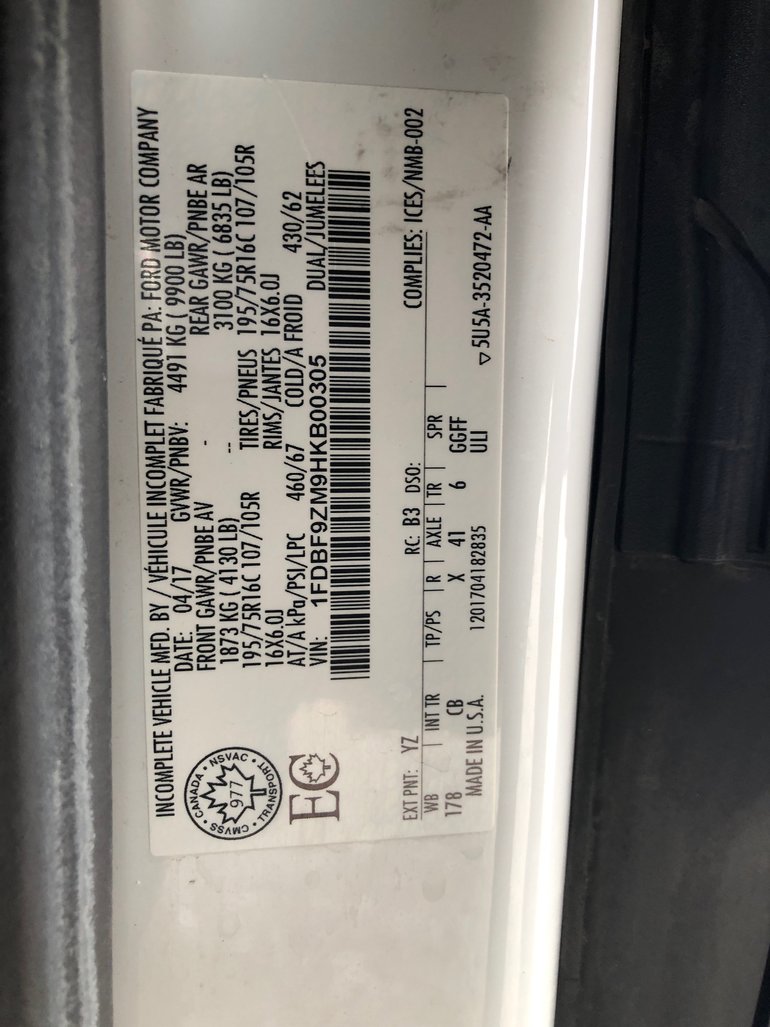 INCOMPLETE VEHICLE MFD. BY / VÉHICULE INCOMPLET FABRIQUÉ PA: FORD MOTOR COMPANY
DATE: 04/17 GVWR/PNBV: 4491 KG ( 9900 LB)
FRONT GAWR/PNBE AV - REAR GAWR/PNBE AR
1873 KG ( 4130 LB) -- 3100 KG ( 6835 LB)
195/75R16C 107/105R TIRES/PNEUS 195/75R16C 107/105R
16X6.0J RIMS/JANTES 16X6.0J
AT/A kPa/PSI/LPC 460/67 COLD/A FROID 430/62
VIN: 1FDBF9ZM9HKB00305 DUAL/JUMELEES
CANADA • NSVAC • TRANSPORT • CMVSS •
977
EC
EXT PNT: YZ RC: B3 DSO: COMPLIES: ICES/NMB-002
WB INT TR TP/PS R AXLE TR SPR
178 CB X 41 6 GGFF
MADE IN U.S.A. 1201704182835 ULI ▽5U5A-3520472-AA